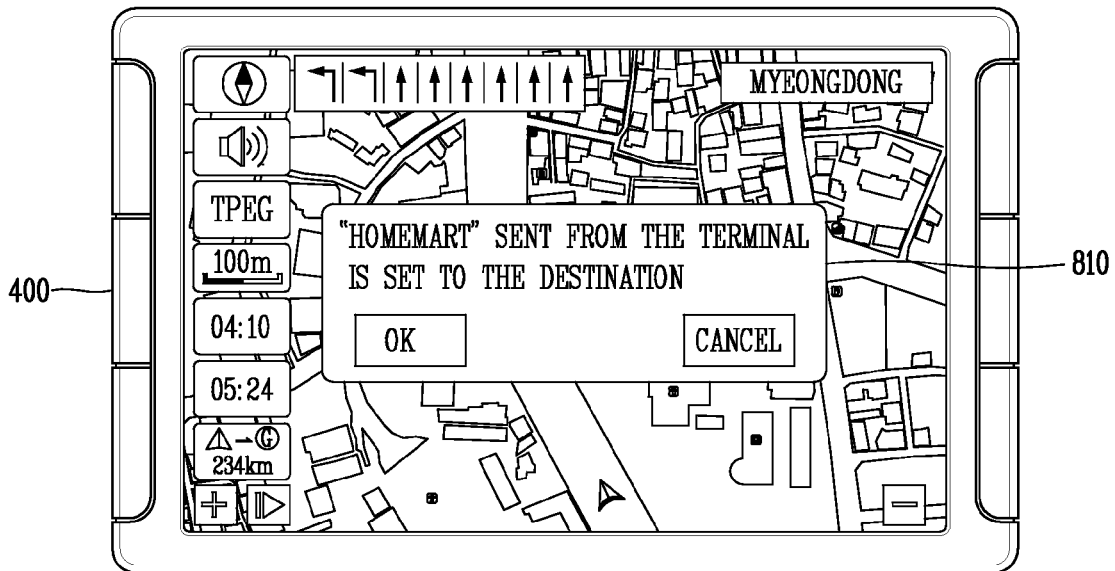 MYEONGDONG
TPEG
100m
04:10
05:24
G
234km
"HOMEMART" SENT FROM THE TERMINAL
IS SET TO THE DESTINATION
OK
CANCEL
400
810